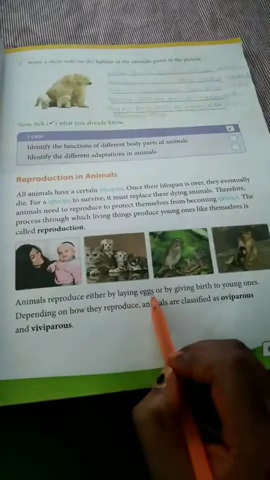 Write a short note on the habitat of the animals given in the picture.
Now, tick (✔) what you already know.
I CAN:
Identify the functions of different body parts of animals
Identify the different adaptations in animals
Reproduction in Animals
All animals have a certain lifespan. Once their lifespan is over, they eventually
die. For a species to survive, it must replace these dying animals. Therefore,
animals need to reproduce to protect themselves from becoming extinct. The
process through which living things produce young ones like themselves is
called reproduction.
Animals reproduce either by laying eggs or by giving birth to young ones.
Depending on how they reproduce, animals are classified as oviparous
and viviparous.